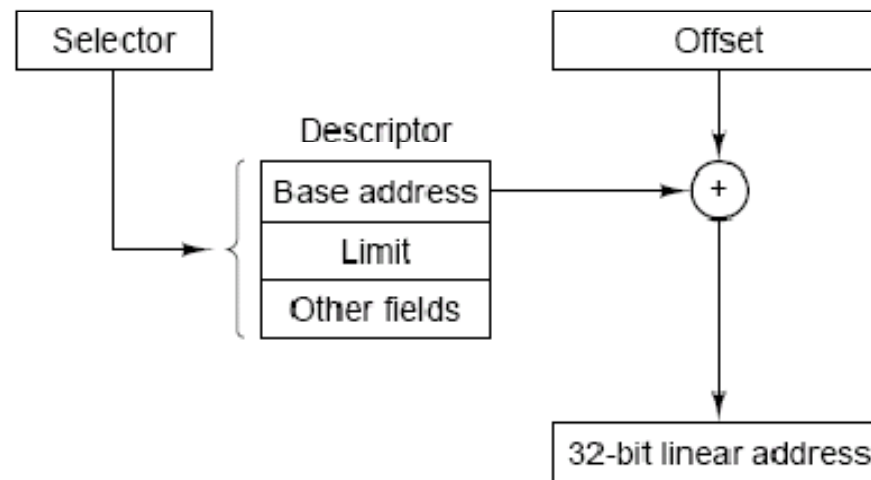 Selector
Offset
Descriptor
Base address
+
Limit
Other fields
32-bit linear address